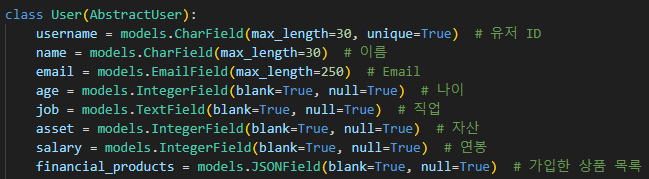 class User(AbstractUser):
    username = models.CharField(max_length=30, unique=True)  # 유저 ID
    name = models.CharField(max_length=30)  # 이름
    email = models.EmailField(max_length=250)  # Email
    age = models.IntegerField(blank=True, null=True)  # 나이
    job = models.TextField(blank=True, null=True)  # 직업
    asset = models.IntegerField(blank=True, null=True)  # 자산
    salary = models.IntegerField(blank=True, null=True)  # 연봉
    financial_products = models.JSONField(blank=True, null=True)  # 가입한 상품 목록